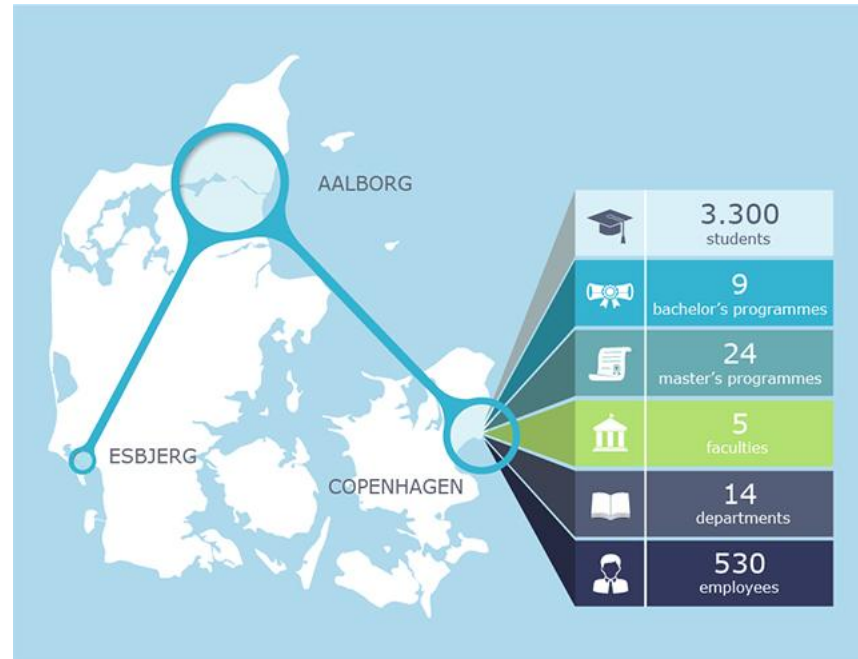 AALBORG
ESBJERG
COPENHAGEN
3.300
students
9
bachelor's programmes
24
master's programmes
5
faculties
14
departments
530
employees